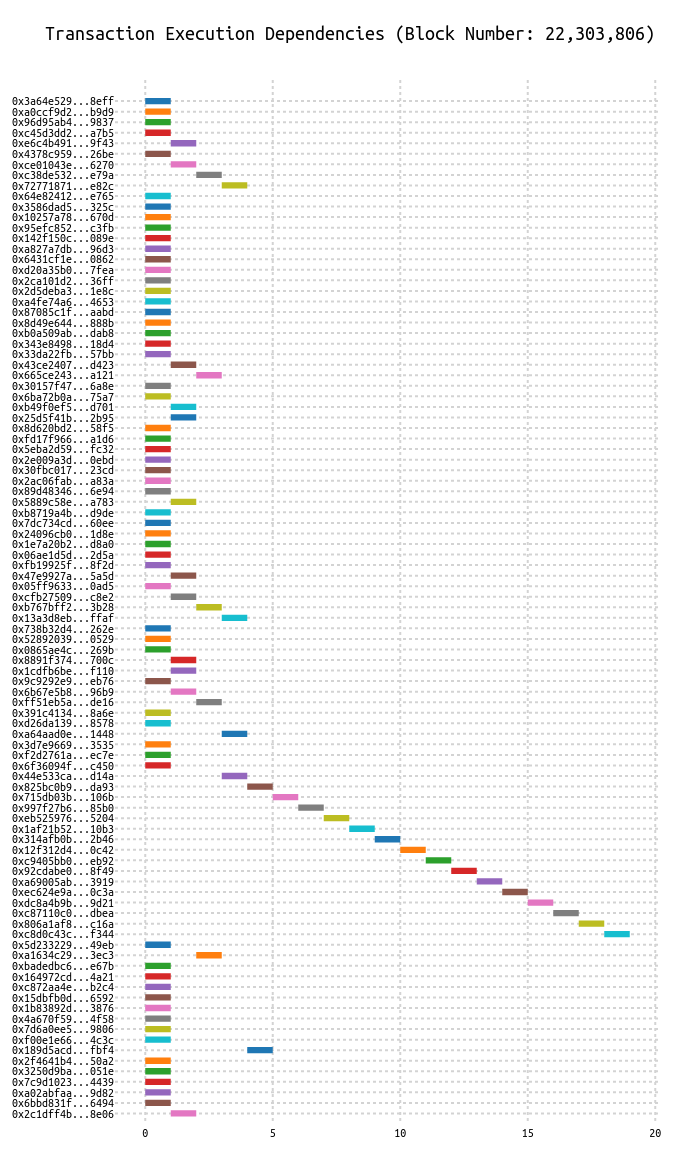 Transaction Execution Dependencies (Block Number: 22,303,806)
0x3a64e529...8eff
0xa0ccf9d2...b9d9
0x96d95ab4...9837
0xc45d3dd2...a7b5
0xe6c4b491...9f43
0x4378c959...26be
0xce01043e...6270
0xc38de532...e79a
0x72771871...e82c
0x64e82412...e765
0x3586dad5...325c
0x10257a78...670d
0x95efc852...c3fb
0x142f150c...089e
0xa827a7db...96d3
0x6431cf1e...0862
0xd20a35b0...7fea
0x2ca101d2...36ff
0x2d5deba3...1e8c
0xa4fe74a6...4653
0x87085c1f...aabd
0x8d49e644...888b
0xb0a509ab...dab8
0x343e8498...18d4
0x33da22fb...57bb
0x43ce2407...d423
0x665ce243...a121
0x30157f47...6a8e
0x6ba72b0a...75a7
0xb49f0ef5...d701
0x25d5f41b...2b95
0x8d620bd2...58f5
0xfd17f966...a1d6
0x5eba2d59...fc32
0x2e009a3d...0ebd
0x30fbc017...23cd
0x2ac06fab...a83a
0x89d48346...6e94
0x5889c58e...a783
0xb8719a4b...d9de
0x7dc734cd...60ee
0x24096cb0...1d8e
0x1e7a20b2...d8a0
0x06ae1d5d...2d5a
0xfb19925f...8f2d
0x47e9927a...5a5d
0x05ff9633...0ad5
0xcfb27509...c8e2
0xb767bff2...3b28
0x13a3d8eb...ffaf
0x738b32d4...262e
0x52892039...0529
0x0865ae4c...269b
0x8891f374...700c
0x1cdfb6be...f110
0x9c9292e9...eb76
0x6b67e5b8...96b9
0xff51eb5a...de16
0x391c4134...8a6e
0xd26da139...8578
0xa64aad0e...1448
0x3d7e9669...3535
0xf2d2761a...ec7e
0x6f36094f...c450
0x44e533ca...d14a
0x825bc0b9...da93
0x715db03b...106b
0x997f27b6...85b0
0xeb525976...5204
0x1af21b52...10b3
0x314afb0b...2b46
0x12f312d4...0c42
0xc9405bb0...eb92
0x92cdabe0...8f49
0xa69005ab...3919
0xec624e9a...0c3a
0xdc8a4b9b...9d21
0xc87110c0...dbea
0x806a1af8...c16a
0xc8d0c43c...f344
0x5d233229...49eb
0xa1634c29...3ec3
0xbadedbc6...e67b
0x164972cd...4a21
0xc872aa4e...b2c4
0x15dbfb0d...6592
0x1b83892d...3876
0x4a670f59...4f58
0x7d6a0ee5...9806
0xf00e1e66...4c3c
0x189d5acd...fbf4
0x2f4641b4...50a2
0x3250d9ba...051e
0x7c9d1023...4439
0xa02abfaa...9d82
0x6bbd831f...6494
0x2c1dff4b...8e06
0 5 10 15 20